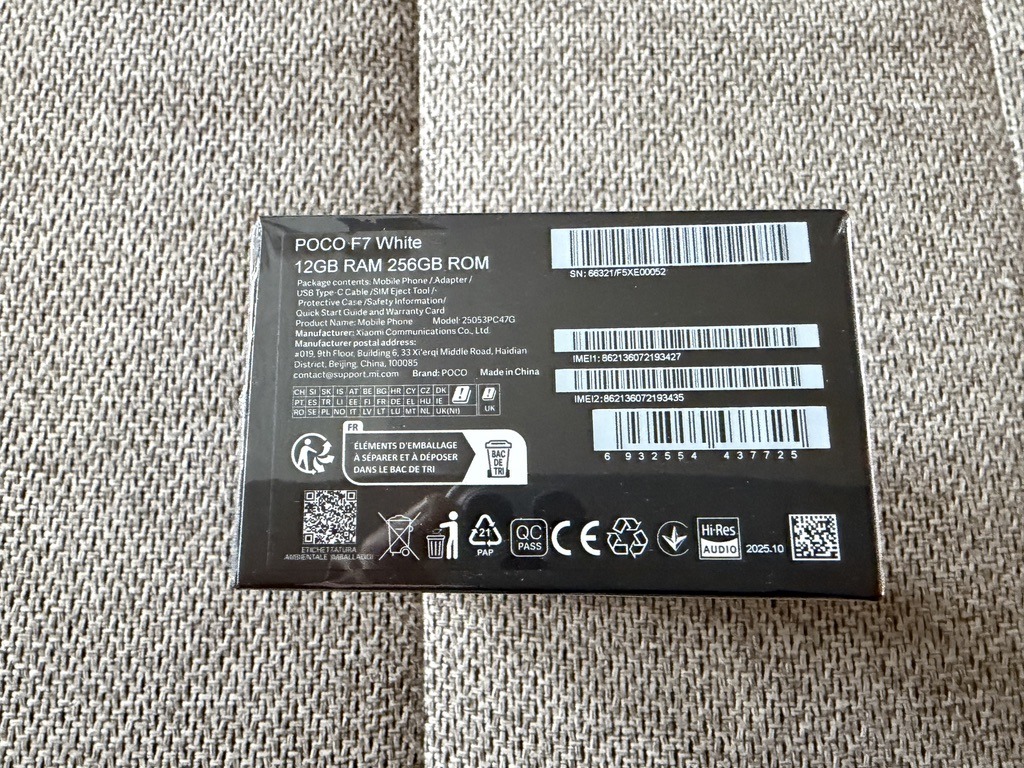 POCO F7 White
12GB RAM 256GB ROM
Package contents: Mobile Phone /.Adapter /
USB Type-C Cable /SIM Eject Tool /-
Protective Case /Safety Information/
Quick Start Guide and Warranty Card
Product Name: Mobile Phone Model: 25053PC47G
Manufacturer: Xiaomi Communications Co., Ltd.
Manufacturer postal address:
#019, 9th Floor, Building 6, 33 Xi'erqi Middle Road, Haidian
District, Beijing, China, 100085
contact@support.mi.com Brand: POCO Made in China
CH SI SK IS AT BE BG HR CY CZ DK
PT ES TR LI EE FI FR DE EL HU IE
RO SE PL NO IT LV LT LU MT NL UK(NI)
UK
SN: 66321/F5XE00052
IMEI1: 862136072193427
IMEI2: 862136072193435
6 932554 437725
FR
ÉLÉMENTS D'EMBALLAGE
À SÉPARER ET À DÉPOSER
DANS LE BAC DE TRI
BAC
DE
TRI
ETICHETTATURA
AMBIENTALE IMBALLAGGI
21
PAP
QC
PASS
CE
Hi-Res
AUDIO
2025.10